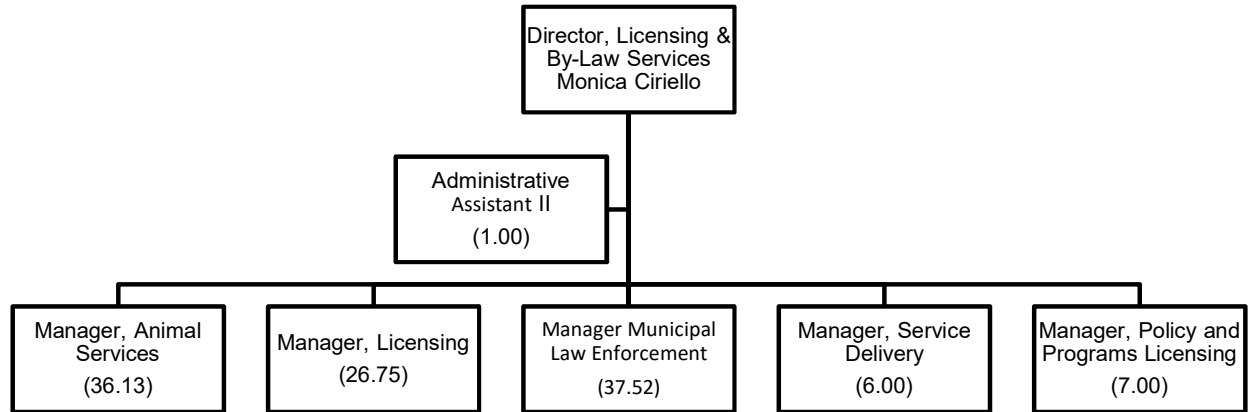 Director, Licensing &
By-Law Services
Monica Ciriello
Administrative
Assistant II
(1.00)
Manager, Animal
Services
(36.13)
Manager, Licensing
(26.75)
Manager Municipal
Law Enforcement
(37.52)
Manager, Service
Delivery
(6.00)
Manager, Policy and
Programs Licensing
(7.00)